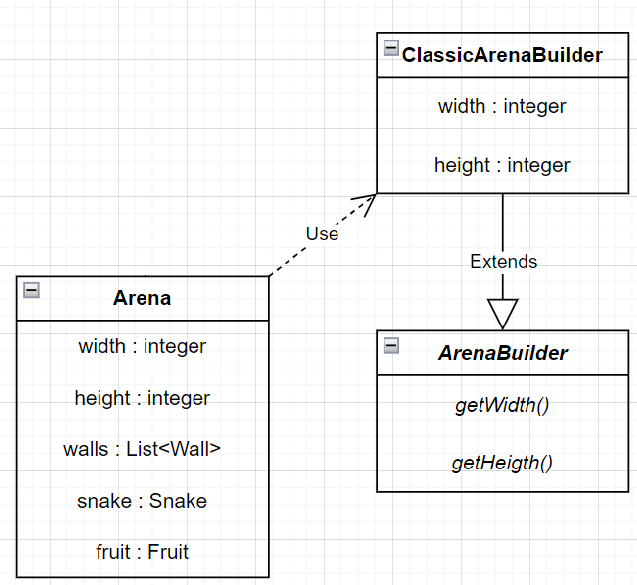 ClassicArenaBuilder
width : integer
height : integer
Use
Extends
Arena
width : integer
height : integer
walls : List<Wall>
snake : Snake
fruit : Fruit
ArenaBuilder
getWidth()
getHeigth()